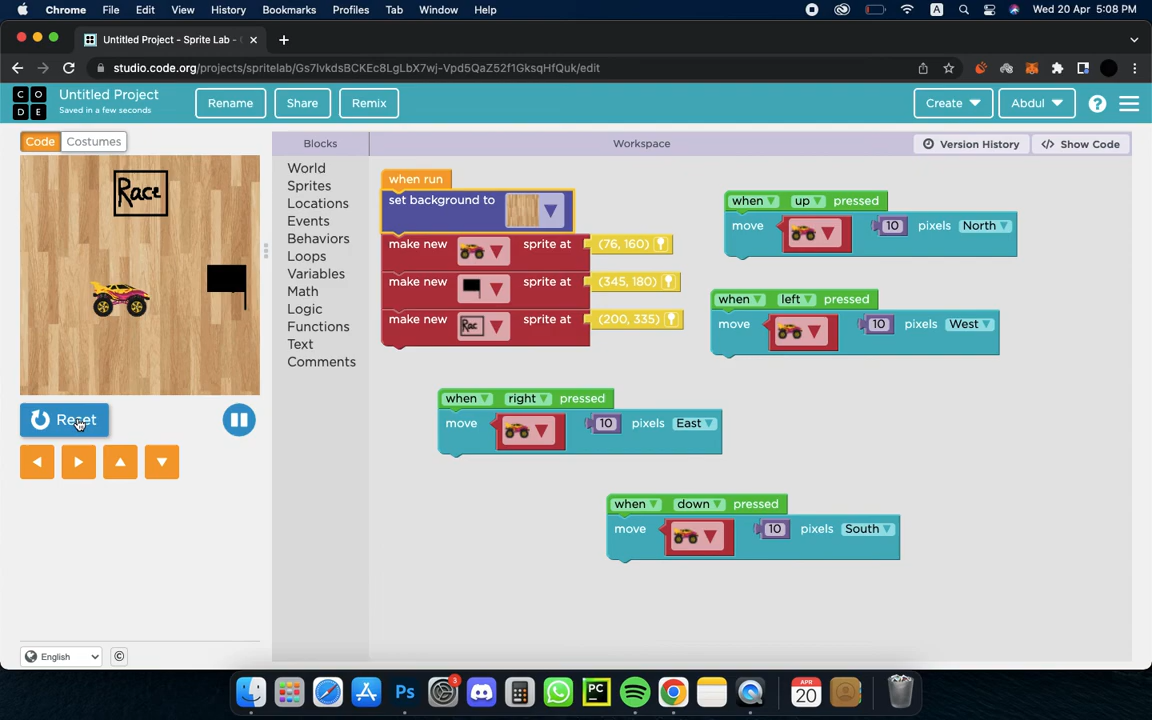 Chrome File Edit View History Bookmarks Profiles Tab Window Help A Wed 20 Apr 5:08 PM
Untitled Project - Sprite Lab -
studio.code.org/projects/spritelab/Gs7lvkdsBCKEc8LgLbX7wj-Vpd5QaZ52f1GksqHfQuk/edit
CO DE Untitled Project Rename Share Remix Create Abdul ?
Saved in a few seconds
Code Costumes Blocks Workspace Version History </> Show Code
Race
World
Sprites
Locations
Events
Behaviors
Loops
Variables
Math
Logic
Functions
Text
Comments
when run
set background to
make new sprite at (76, 160)
make new sprite at (345, 180)
make new Rac sprite at (200, 335)
when up pressed
move 10 pixels North
when left pressed
move 10 pixels West
when right pressed
move 10 pixels East
when down pressed
move 10 pixels South
Reset
English ©
3 PC APR 20